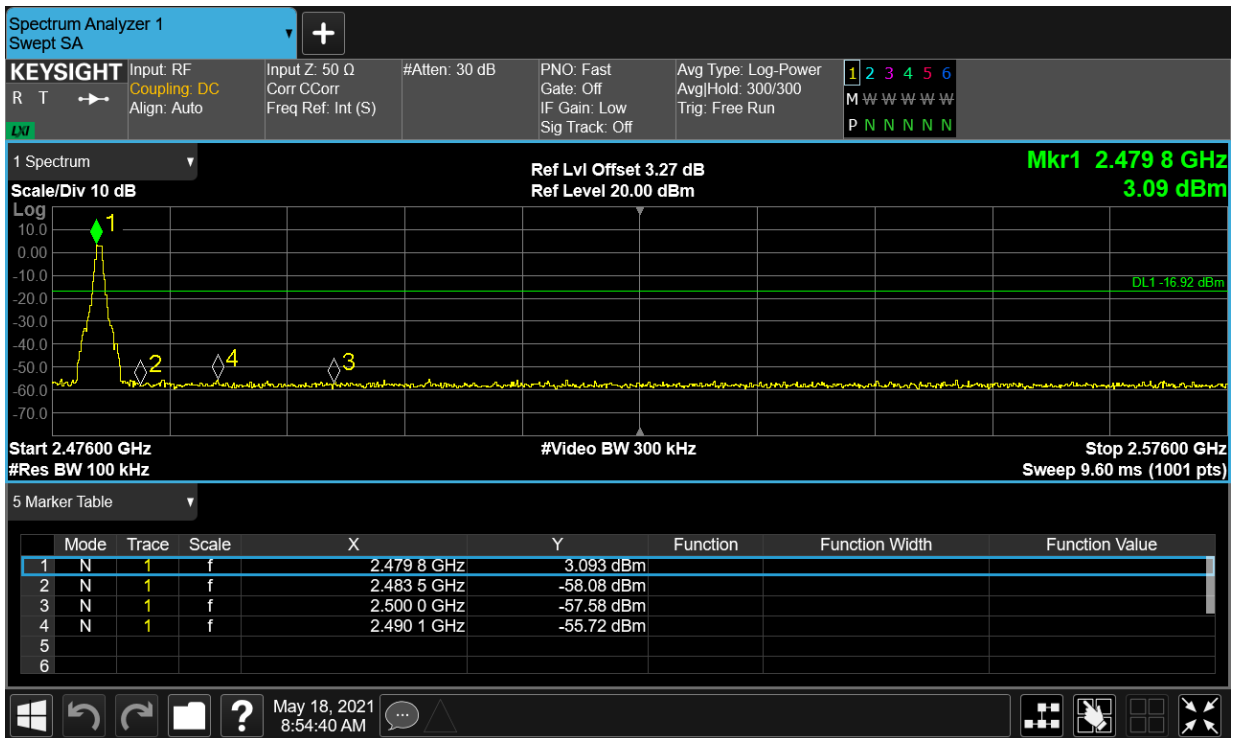 Spectrum Analyzer 1
Swept SA
+
KEYSIGHT
R T
LXI
Input: RF
Coupling: DC
Align: Auto
Input Z: 50 Ω
Corr CCorr
Freq Ref: Int (S)
#Atten: 30 dB
PNO: Fast
Gate: Off
IF Gain: Low
Sig Track: Off
Avg Type: Log-Power
Avg|Hold: 300/300
Trig: Free Run
1 2 3 4 5 6
M W W W W W
P N N N N N
1 Spectrum
Scale/Div 10 dB
Ref Lvl Offset 3.27 dB
Ref Level 20.00 dBm
Mkr1 2.479 8 GHz
3.09 dBm
Log
10.0
0.00
-10.0
-20.0
-30.0
-40.0
-50.0
-60.0
-70.0
1
2
4
3
DL1 -16.92 dBm
Start 2.47600 GHz
#Res BW 100 kHz
#Video BW 300 kHz
Stop 2.57600 GHz
Sweep 9.60 ms (1001 pts)
5 Marker Table
Mode Trace Scale X Y Function Function Width Function Value
1 N 1 f 2.479 8 GHz 3.093 dBm
2 N 1 f 2.483 5 GHz -58.08 dBm
3 N 1 f 2.500 0 GHz -57.58 dBm
4 N 1 f 2.490 1 GHz -55.72 dBm
5
6
?
May 18, 2021
8:54:40 AM